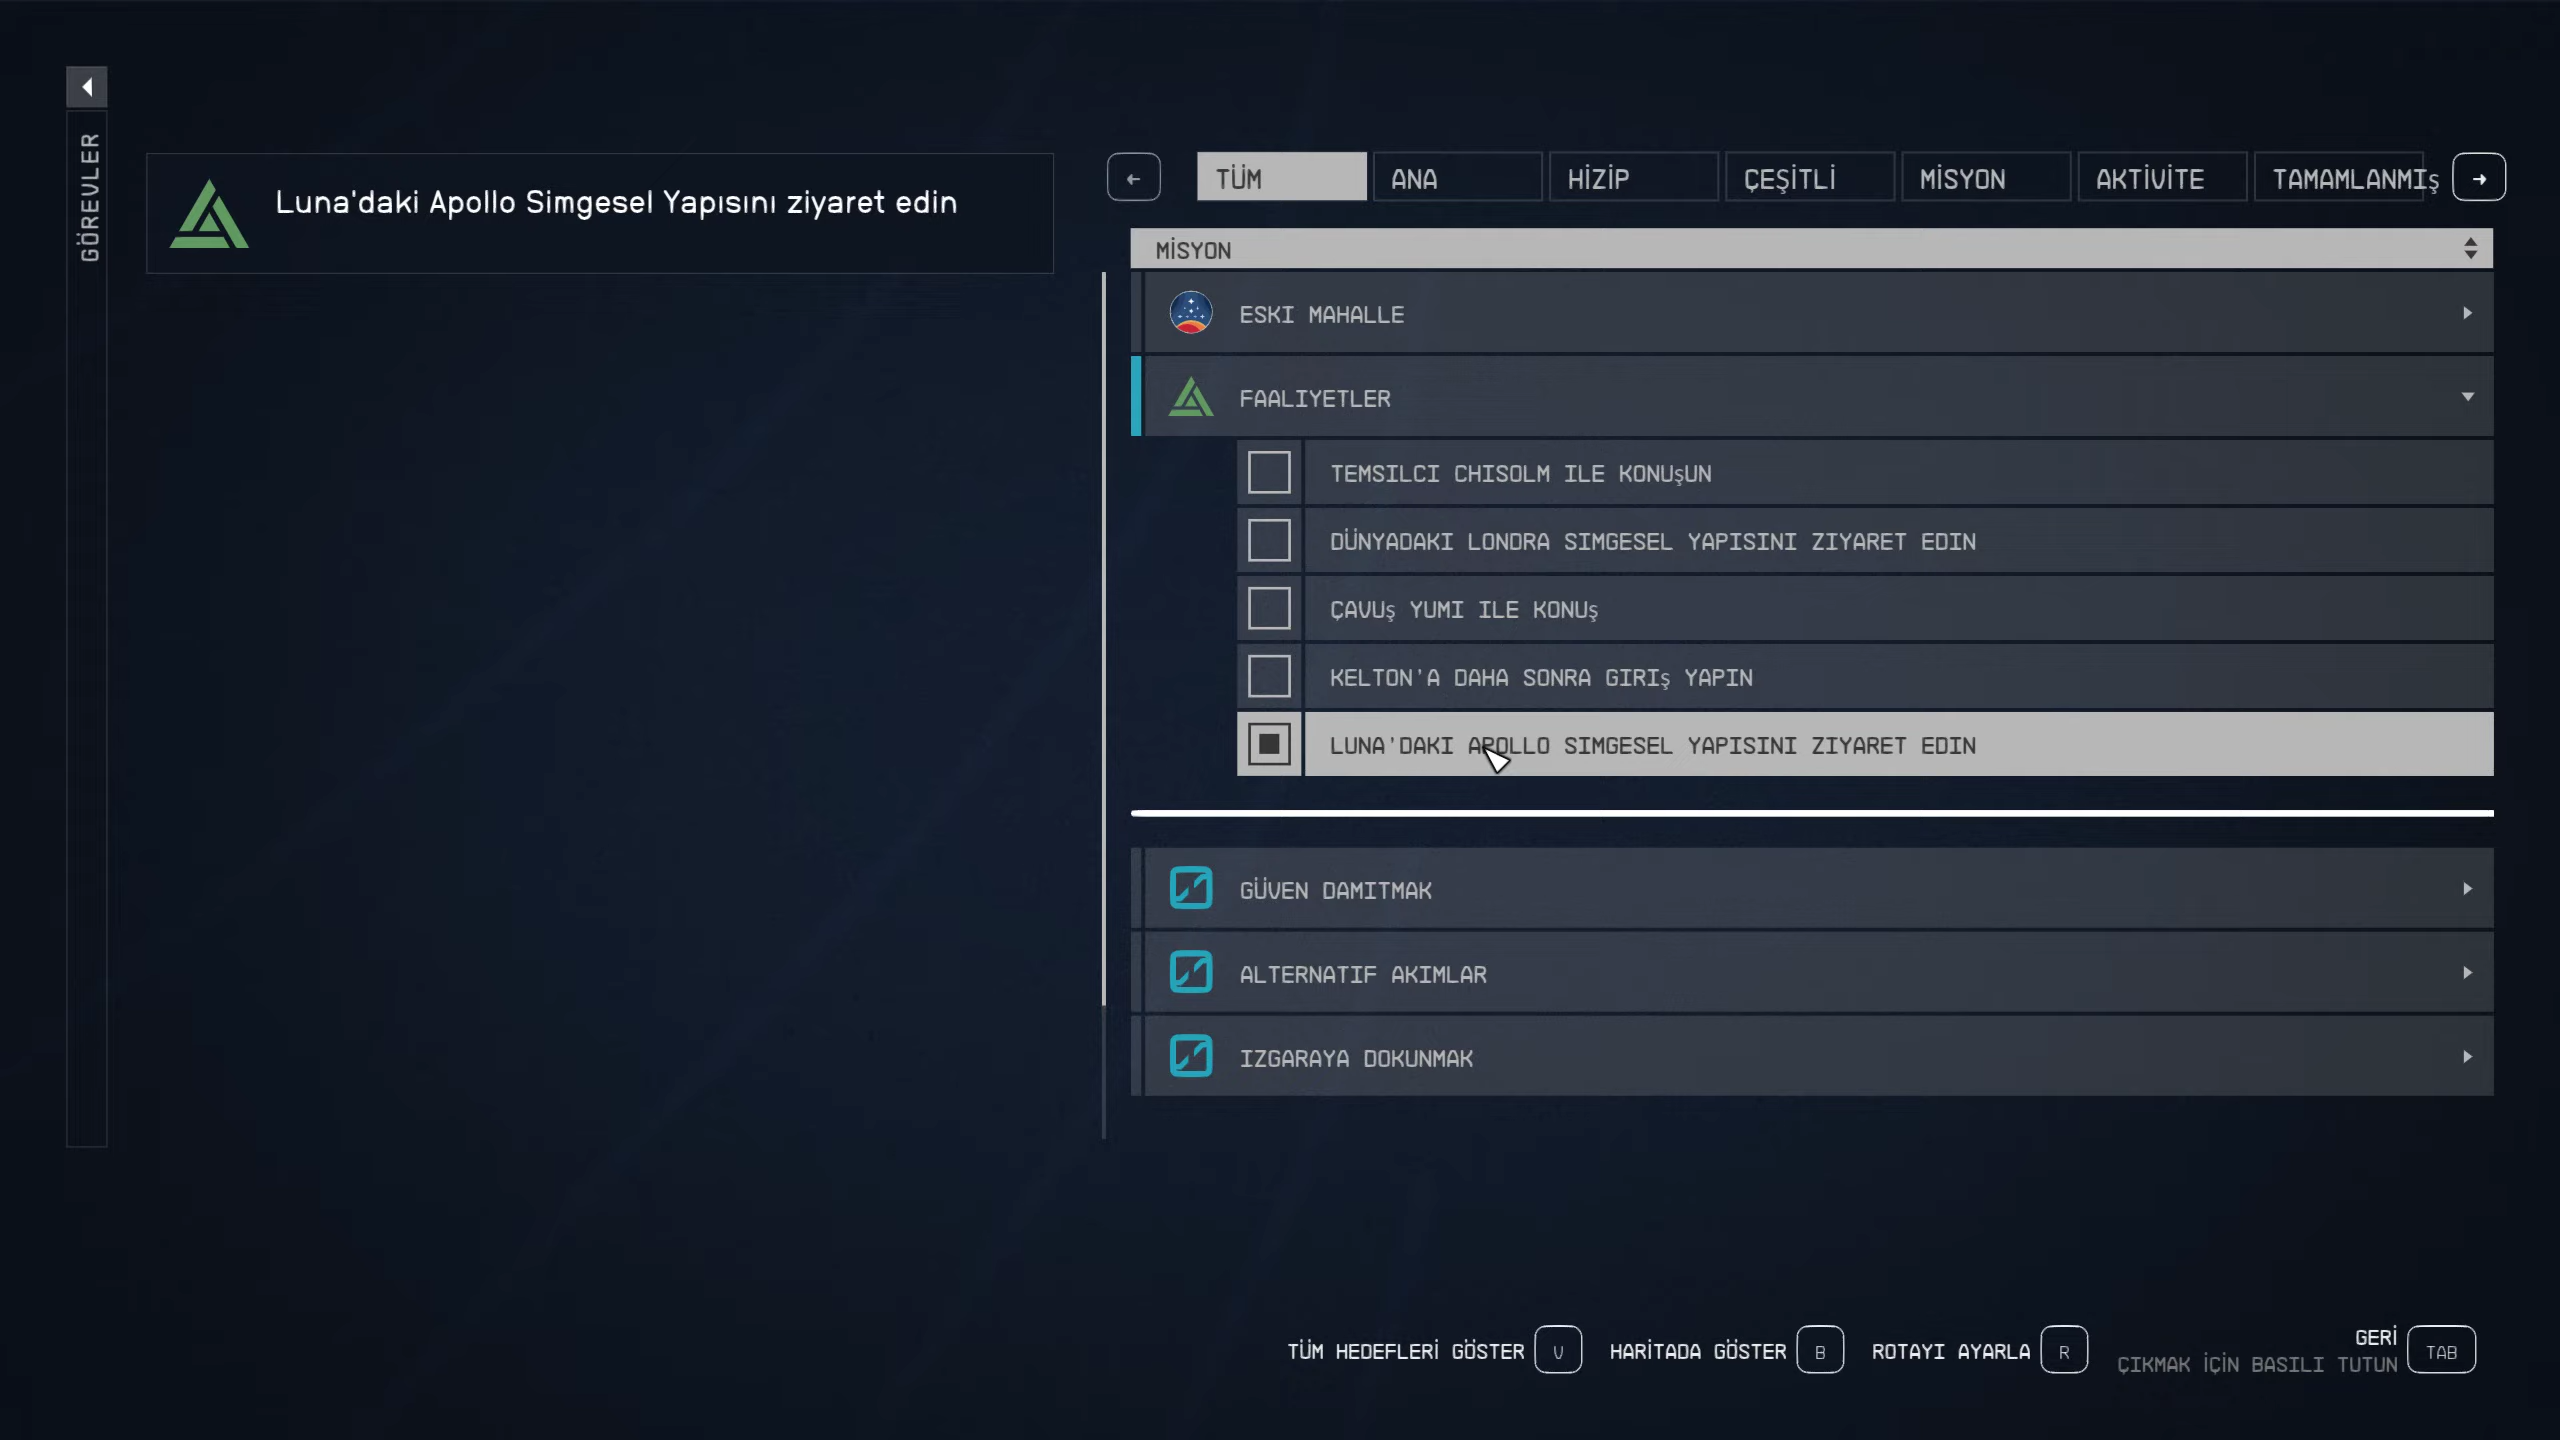 GÖREVLER
Luna'daki Apollo Simgesel Yapısını ziyaret edin
TÜM
ANA
HİZİP
ÇEŞİTLİ
MİSYON
AKTİVİTE
TAMAMLANMIŞ
MİSYON
ESKI MAHALLE
FAALIYETLER
TEMSILCI CHISOLM ILE KONUŞUN
DÜNYADAKI LONDRA SIMGESEL YAPISINI ZIYARET EDIN
ÇAVUŞ YUMI ILE KONUŞ
KELTON'A DAHA SONRA GIRIŞ YAPIN
LUNA'DAKI APOLLO SIMGESEL YAPISINI ZIYARET EDIN
GÜVEN DAMITMAK
ALTERNATIF AKIMLAR
IZGARAYA DOKUNMAK
TÜM HEDEFLERİ GÖSTER V
HARİTADA GÖSTER B
ROTAYI AYARLA R
GERİ
ÇIKMAK İÇİN BASILI TUTUN TAB